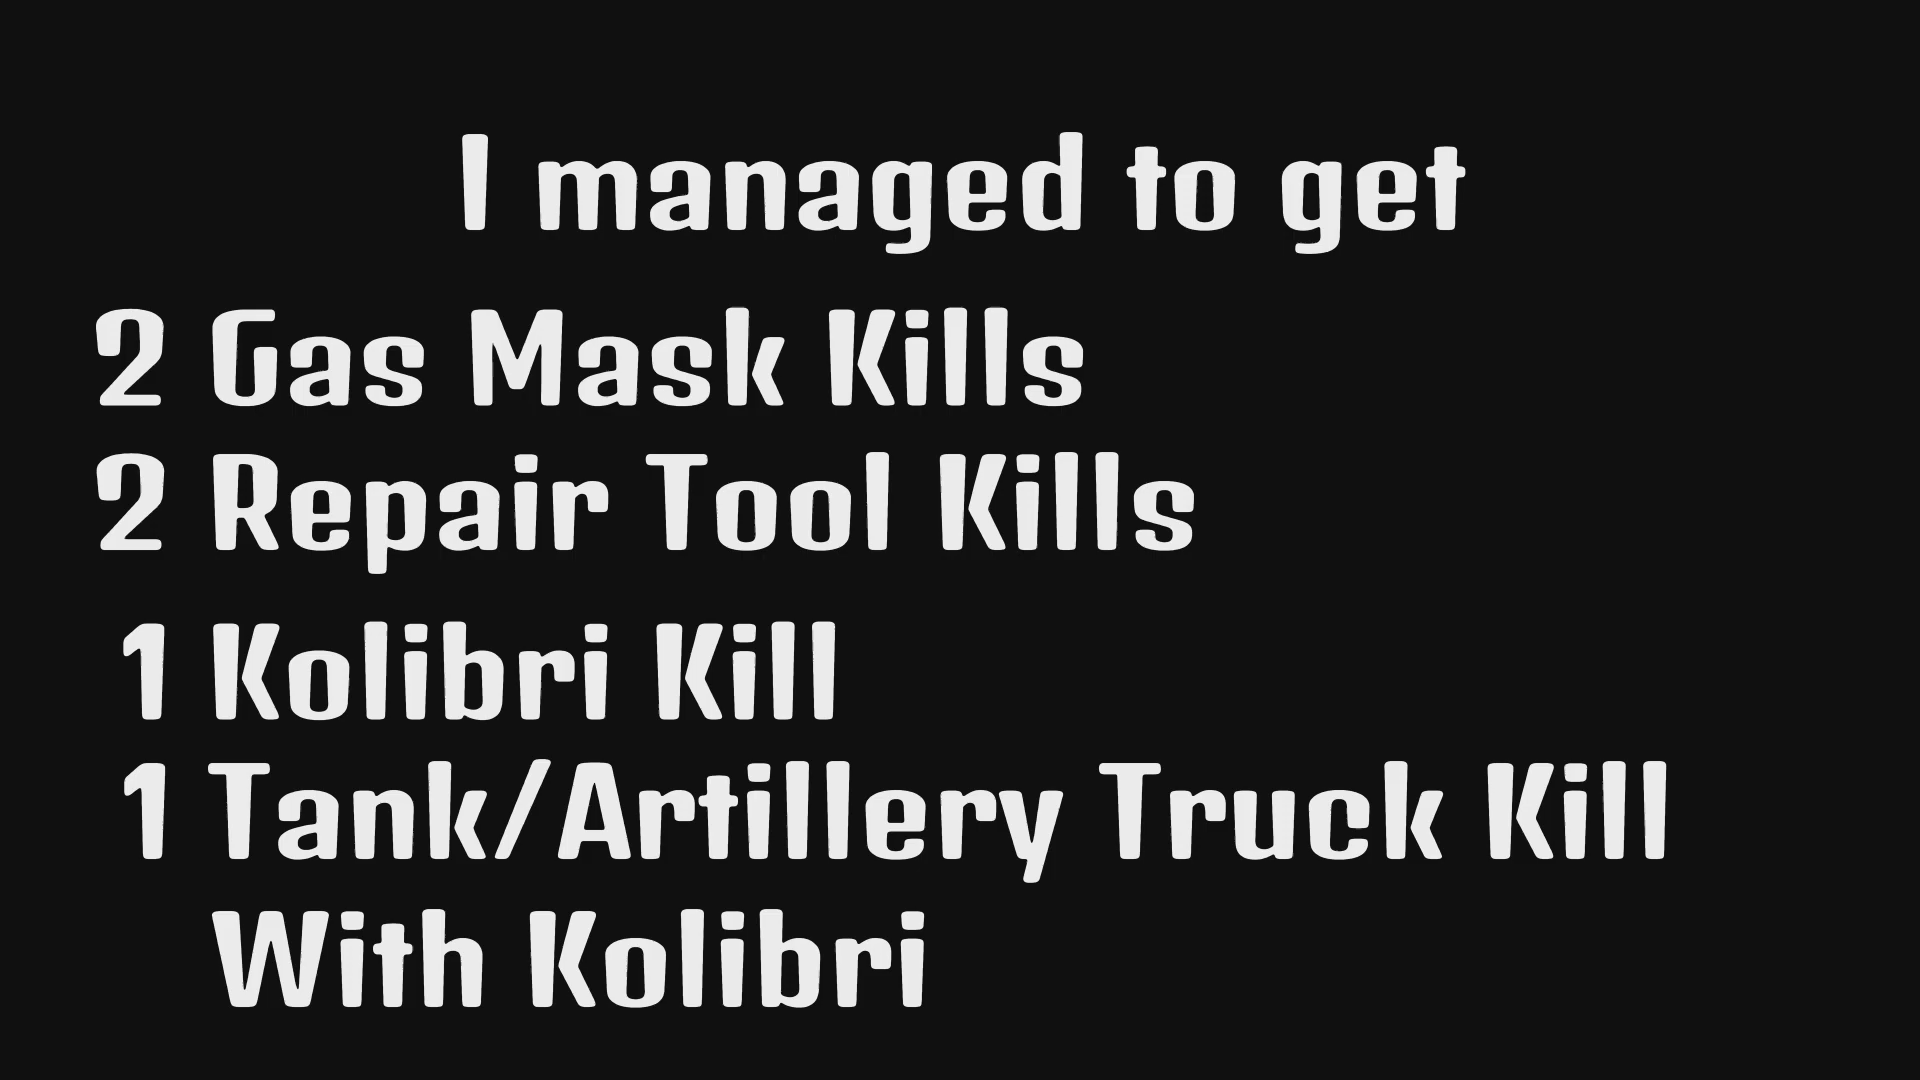 I managed to get
2 Gas Mask Kills
2 Repair Tool Kills
1 Kolibri Kill
1 Tank/Artillery Truck Kill
With Kolibri